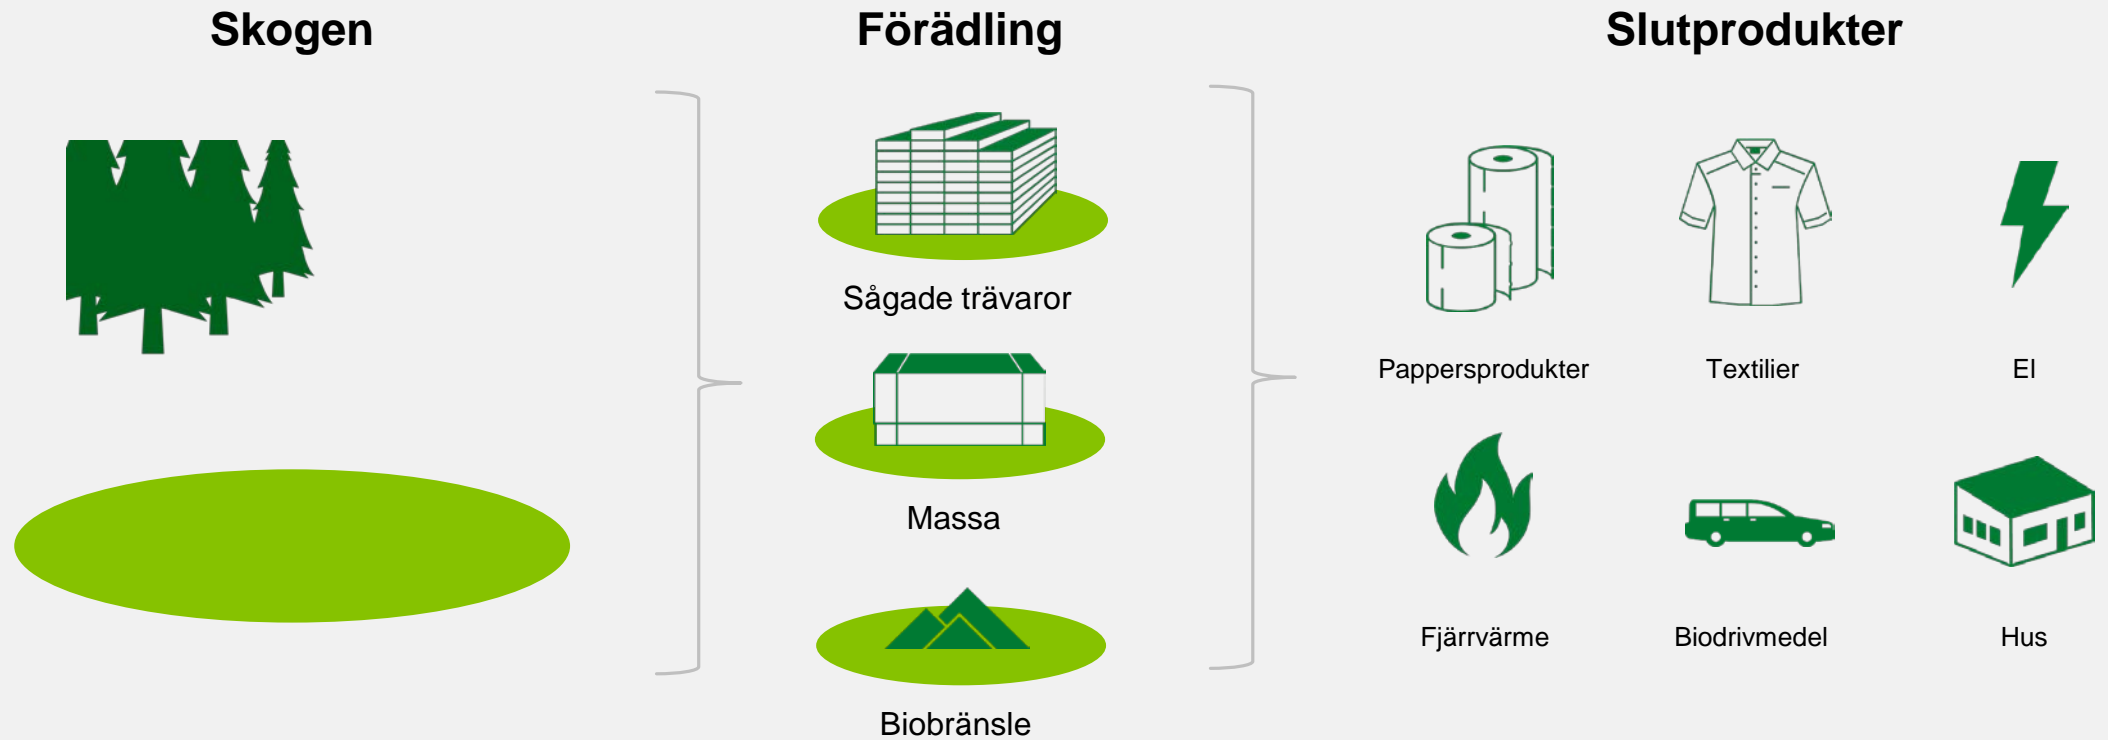 Skogen
Förädling
Slutprodukter
Sågade trävaror
Massa
Biobränsle
Pappersprodukter
Textilier
El
Fjärrvärme
Biodrivmedel
Hus